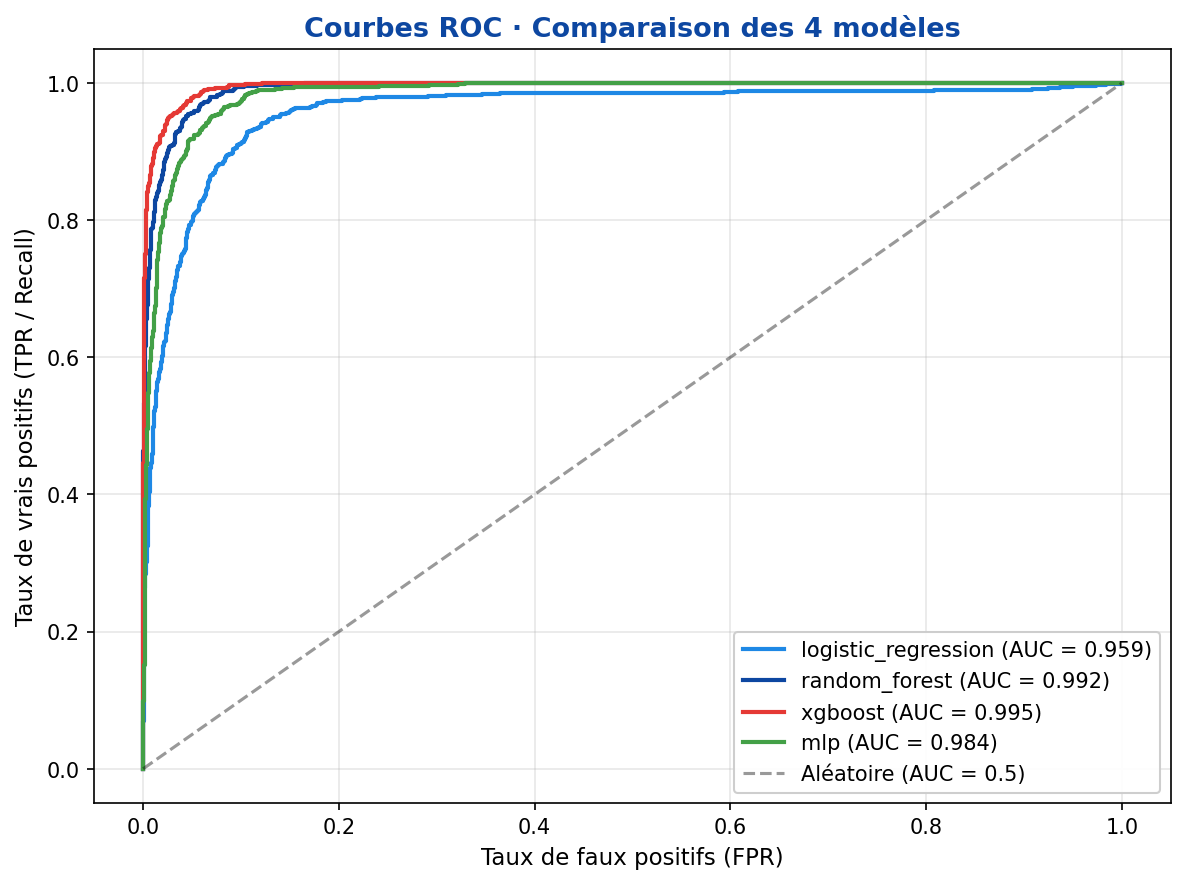 Courbes ROC · Comparaison des 4 modèles
1.0
0.8
0.6
0.4
0.2
0.0
Taux de vrais positifs (TPR / Recall)
logistic_regression (AUC = 0.959)
random_forest (AUC = 0.992)
xgboost (AUC = 0.995)
mlp (AUC = 0.984)
Aléatoire (AUC = 0.5)
0.0 0.2 0.4 0.6 0.8 1.0
Taux de faux positifs (FPR)